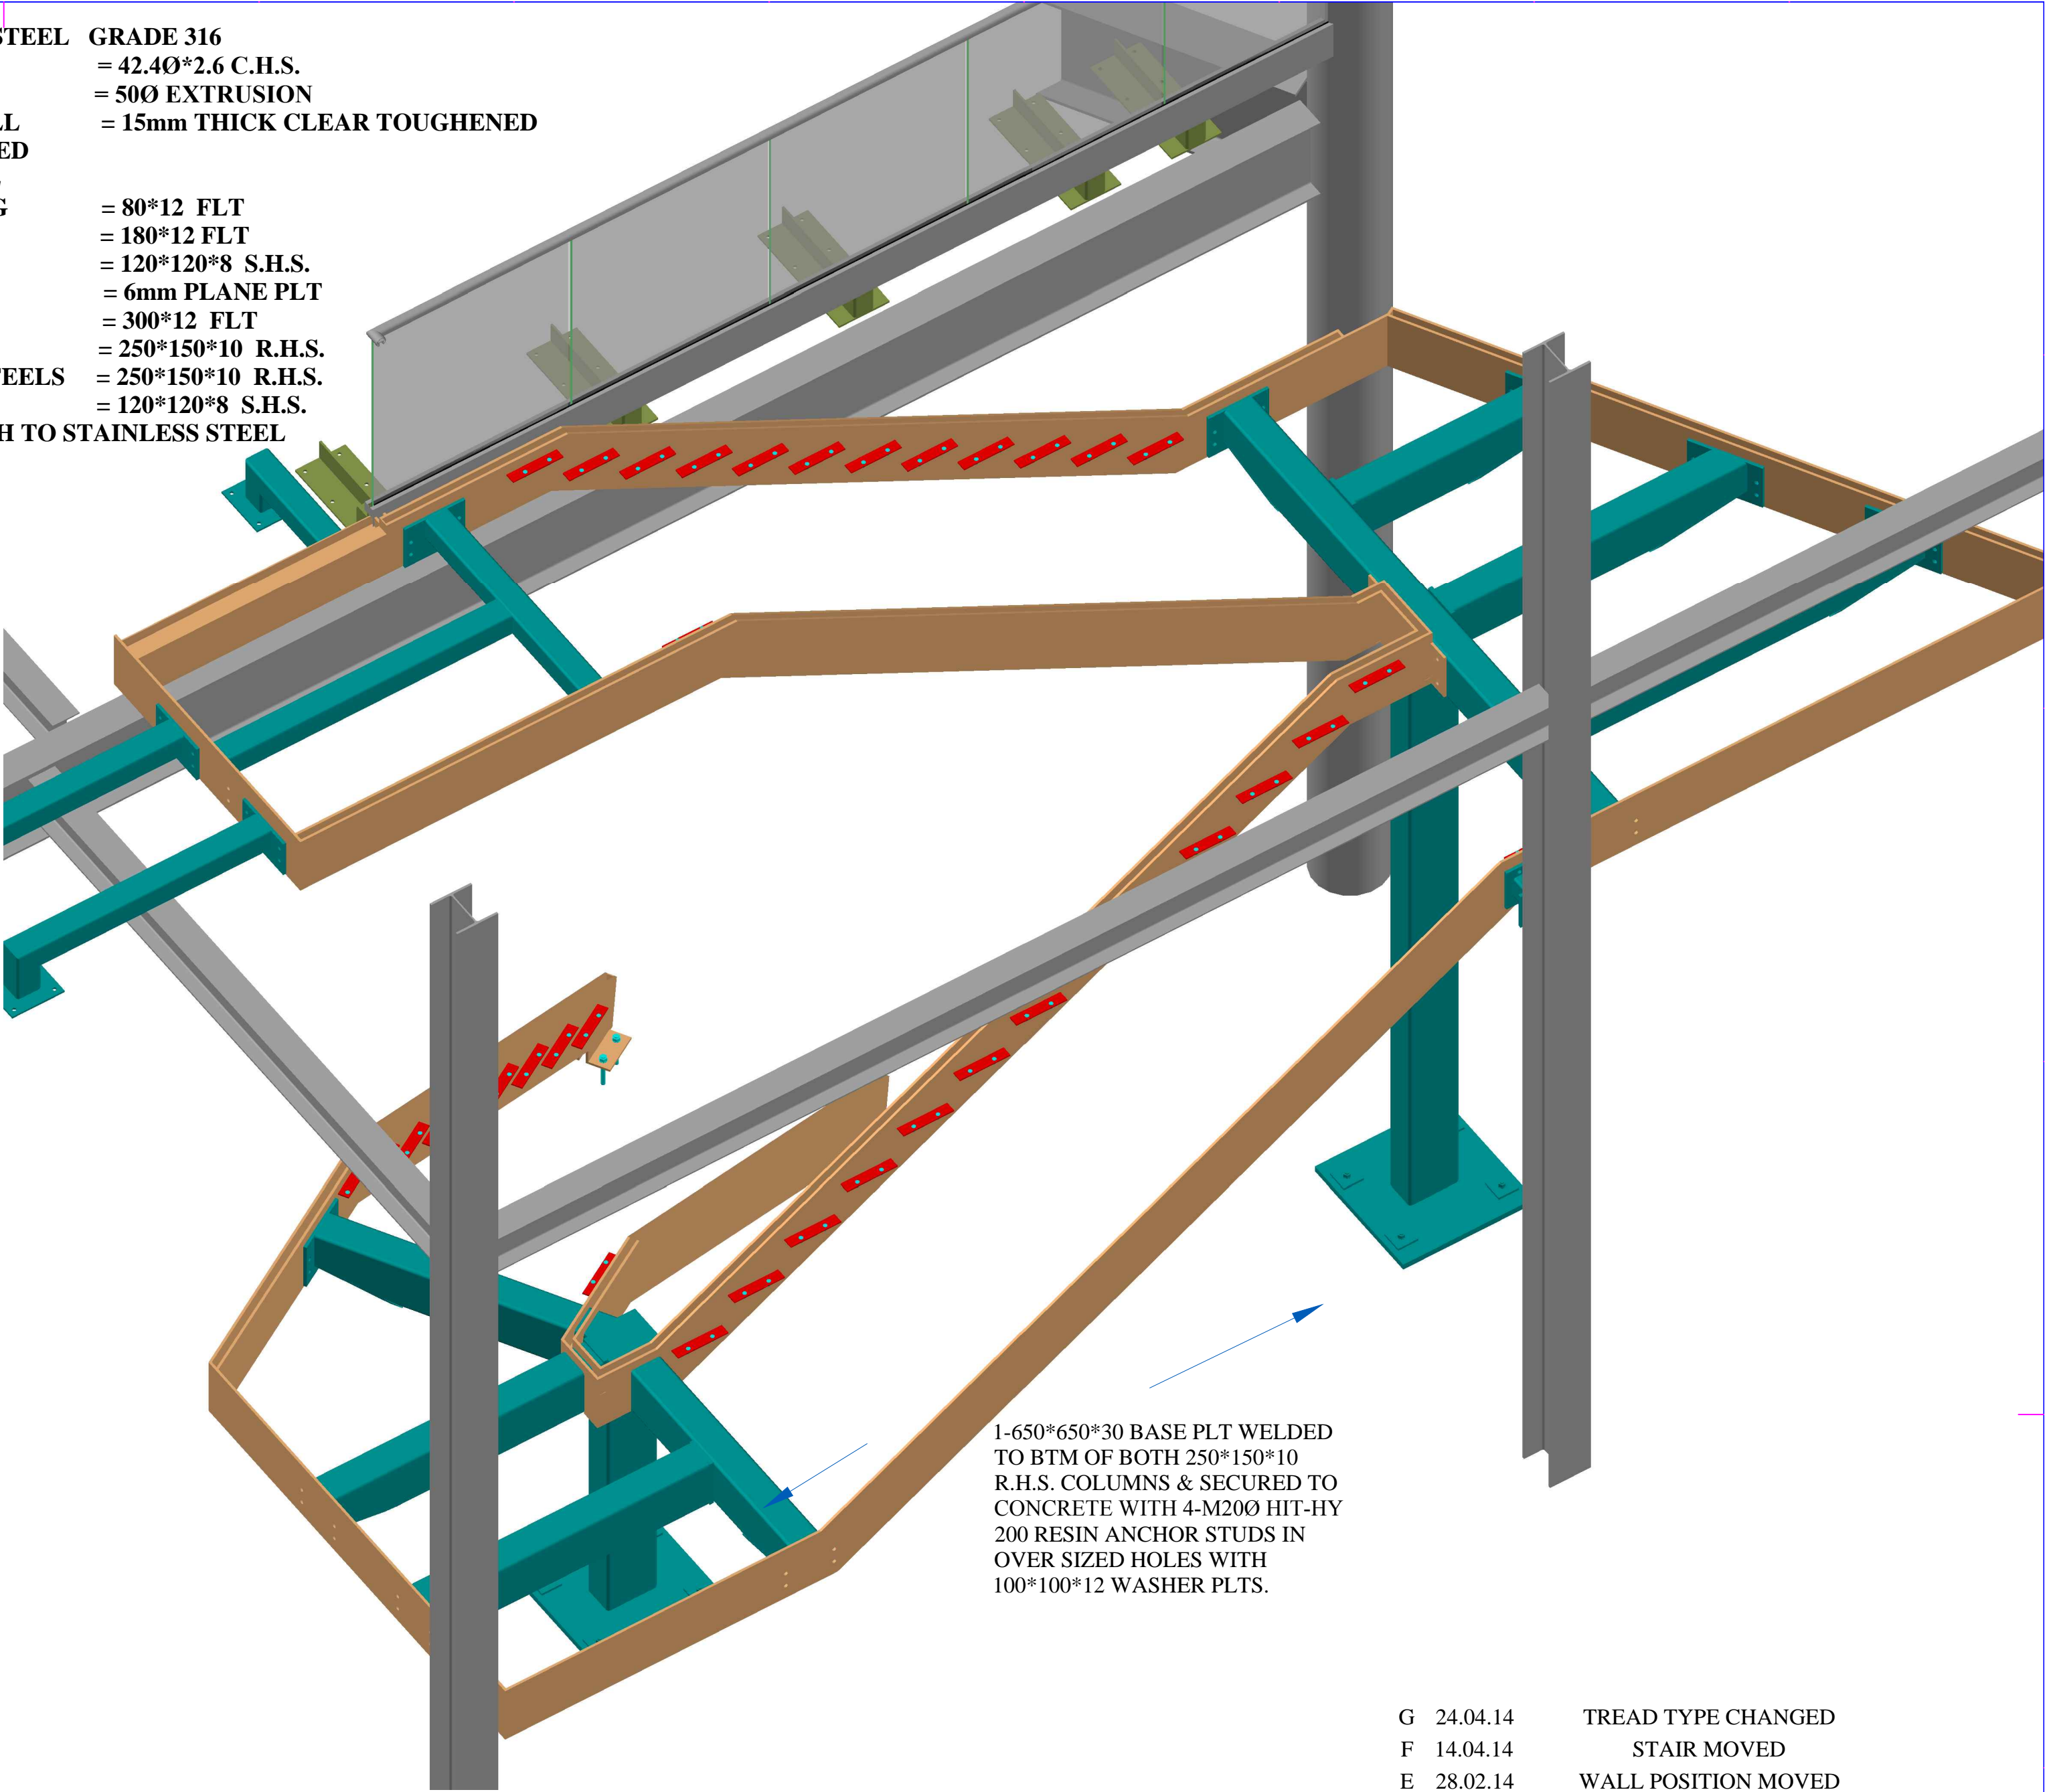 STEEL GRADE 316
= 42.4Ø*2.6 C.H.S.
= 50Ø EXTRUSION
LL = 15mm THICK CLEAR TOUGHENED
ED
G = 80*12 FLT
= 180*12 FLT
= 120*120*8 S.H.S.
= 6mm PLANE PLT
= 300*12 FLT
= 250*150*10 R.H.S.
TEELS = 250*150*10 R.H.S.
= 120*120*8 S.H.S.
H TO STAINLESS STEEL
1-650*650*30 BASE PLT WELDED
TO BTM OF BOTH 250*150*10
R.H.S. COLUMNS & SECURED TO
CONCRETE WITH 4-M20Ø HIT-HY
200 RESIN ANCHOR STUDS IN
OVER SIZED HOLES WITH
100*100*12 WASHER PLTS.
G 24.04.14 TREAD TYPE CHANGED
F 14.04.14 STAIR MOVED
E 28.02.14 WALL POSITION MOVED